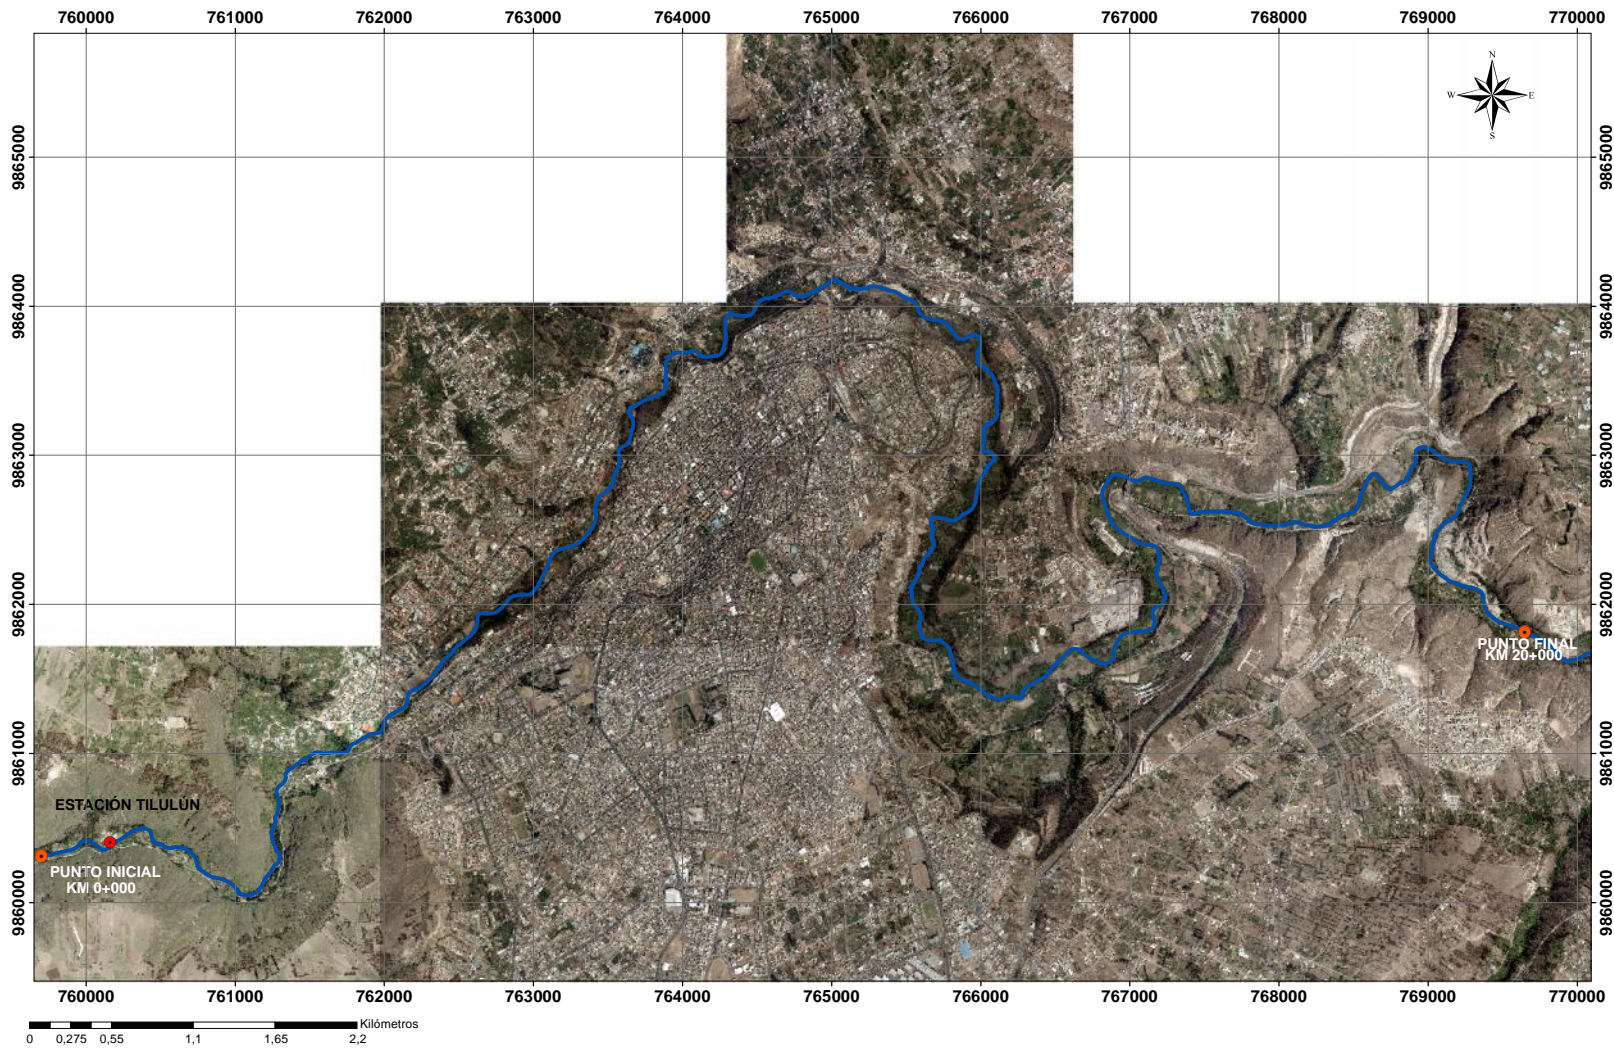 760000 761000 762000 763000 764000 765000 766000 767000 768000 769000 770000
N
W E
S
9865000 9865000
9864000 9864000
9863000 9863000
9862000 9862000
PUNTO FINAL
KM 20+000
9861000 9861000
ESTACIÓN TILULÚN
PUNTO INICIAL
KM 0+000
9860000 9860000
760000 761000 762000 763000 764000 765000 766000 767000 768000 769000 770000
Kilómetros
0 0,275 0,55 1,1 1,65 2,2